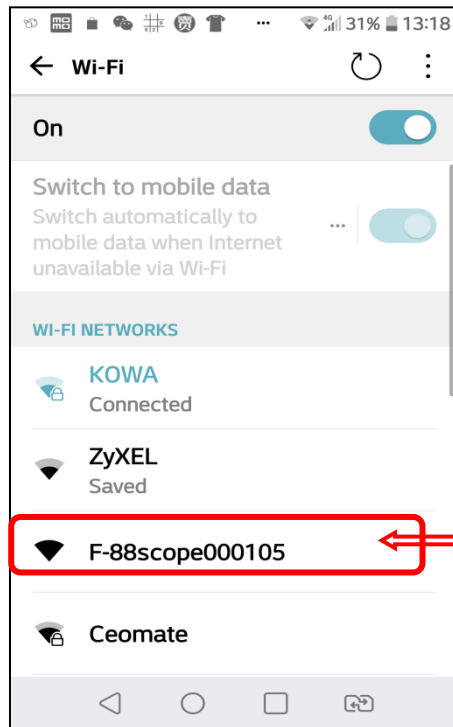 4G 31% 13:18
Wi-Fi
On
Switch to mobile data
Switch automatically to
mobile data when Internet
unavailable via Wi-Fi
WI-FI NETWORKS
KOWA
Connected
ZyXEL
Saved
F-88scope000105
Ceomate